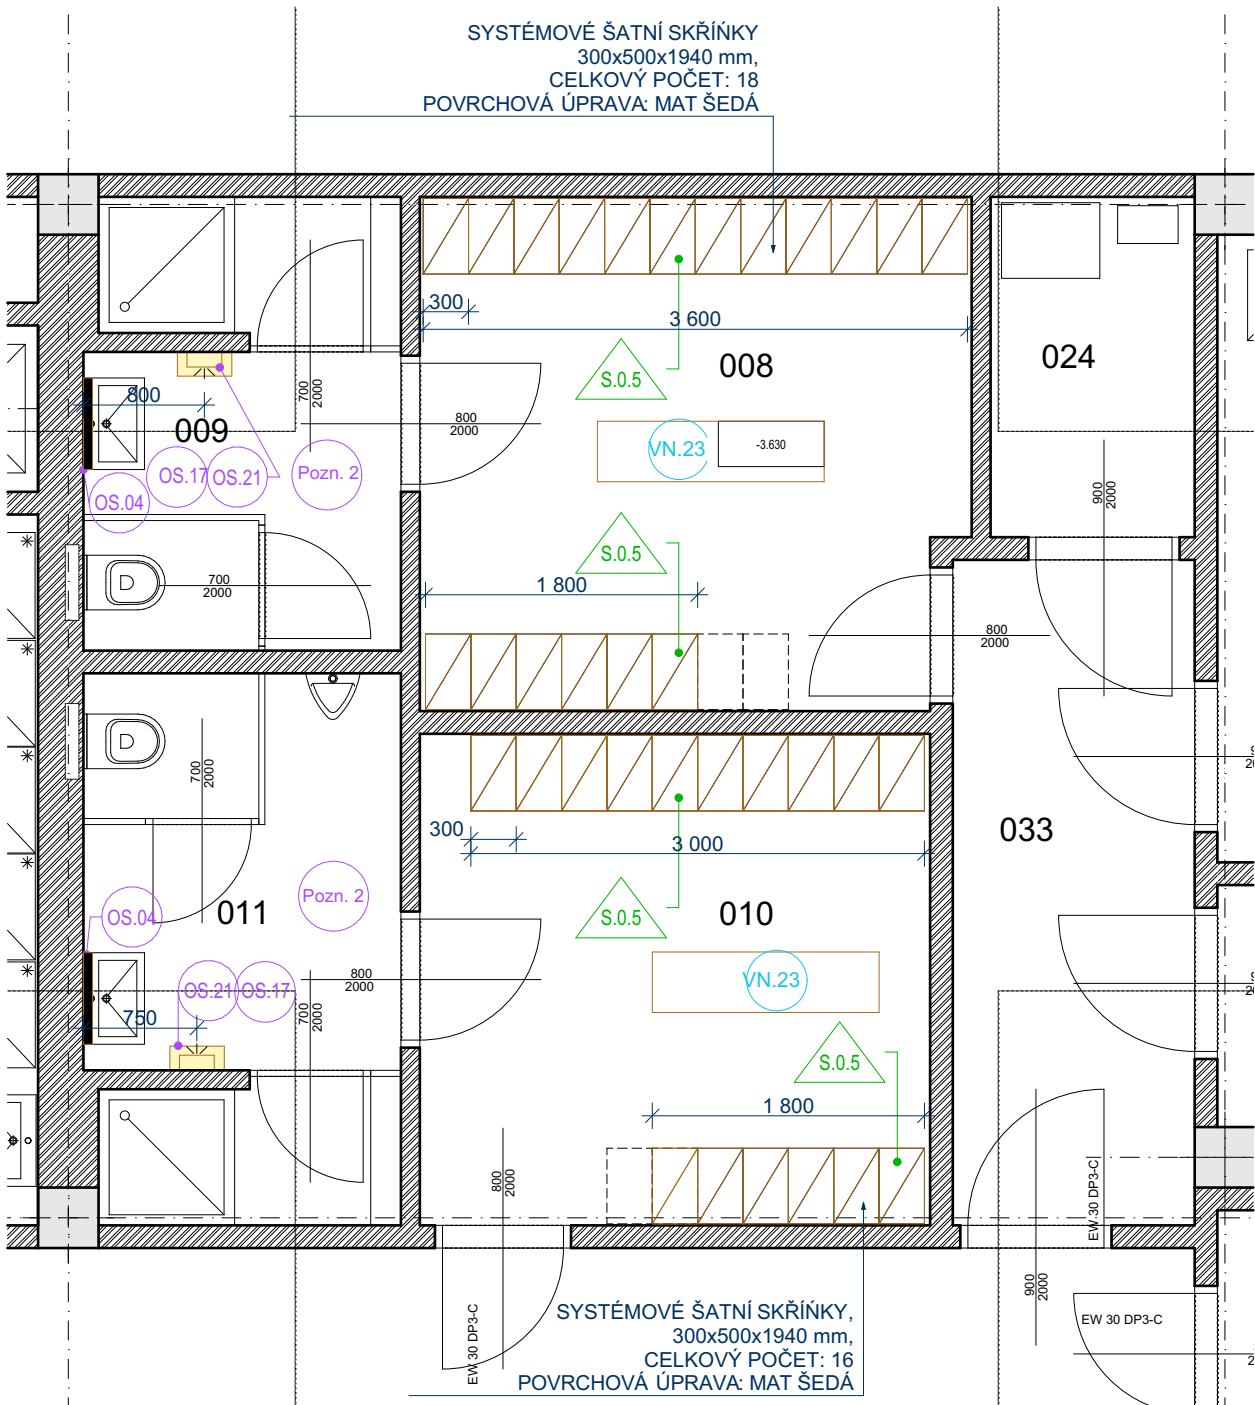 SYSTÉMOVÉ ŠATNÍ SKŘÍŇKY
300x500x1940 mm,
CELKOVÝ POČET: 18
POVRCHOVÁ ÚPRAVA: MAT ŠEDÁ
300
3 600
008
024
S.0.5
800
009
700
2000
800
2000
VN.23
-3.630
OS.17
OS.21
Pozn. 2
OS.04
900
2000
S.0.5
700
2000
1 800
800
2000
700
2000
300
3 000
033
Pozn. 2
OS.04
011
S.0.5
010
800
2000
VN.23
OS.21
OS.17
750
700
2000
S.0.5
1 800
800
2000
EW 30 DP3-C
900
2000
EW 30 DP3-C
EW 30 DP3-C
SYSTÉMOVÉ ŠATNÍ SKŘÍŇKY,
300x500x1940 mm,
CELKOVÝ POČET: 16
POVRCHOVÁ ÚPRAVA: MAT ŠEDÁ